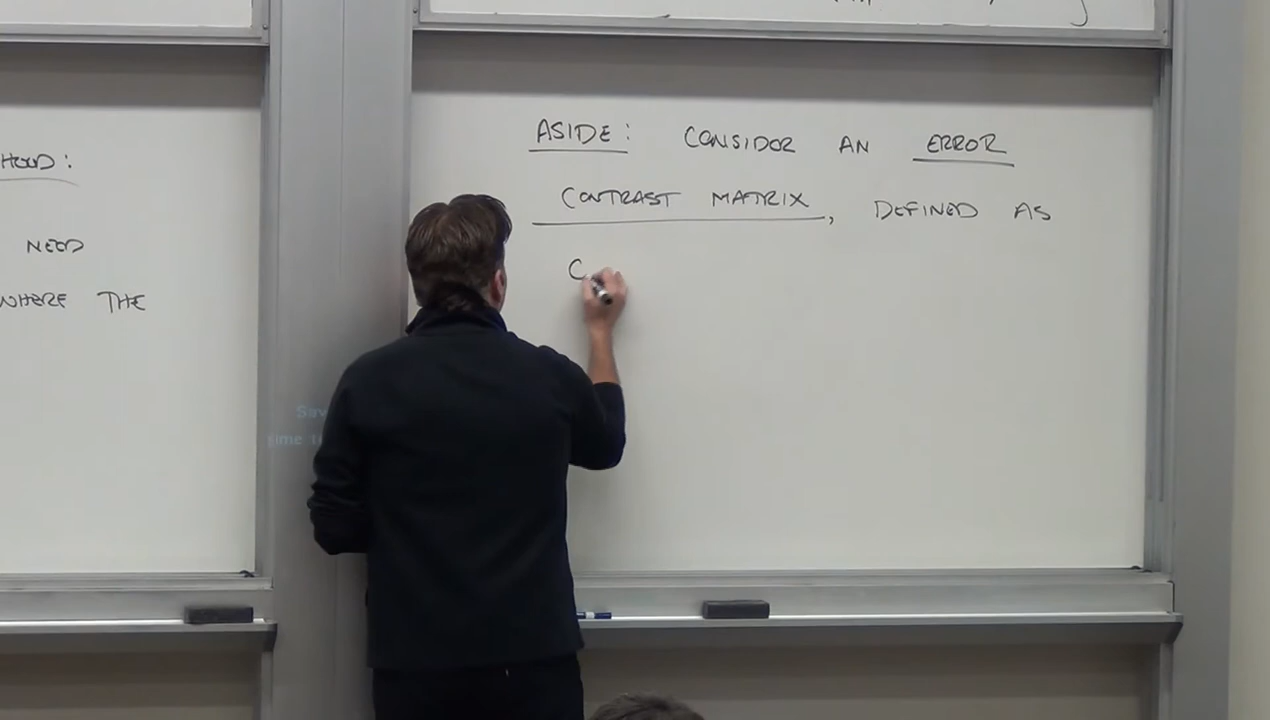 HOOD:
NEED
WHERE THE
ASIDE: CONSIDER AN ERROR
CONTRAST MATRIX, DEFINED AS
C